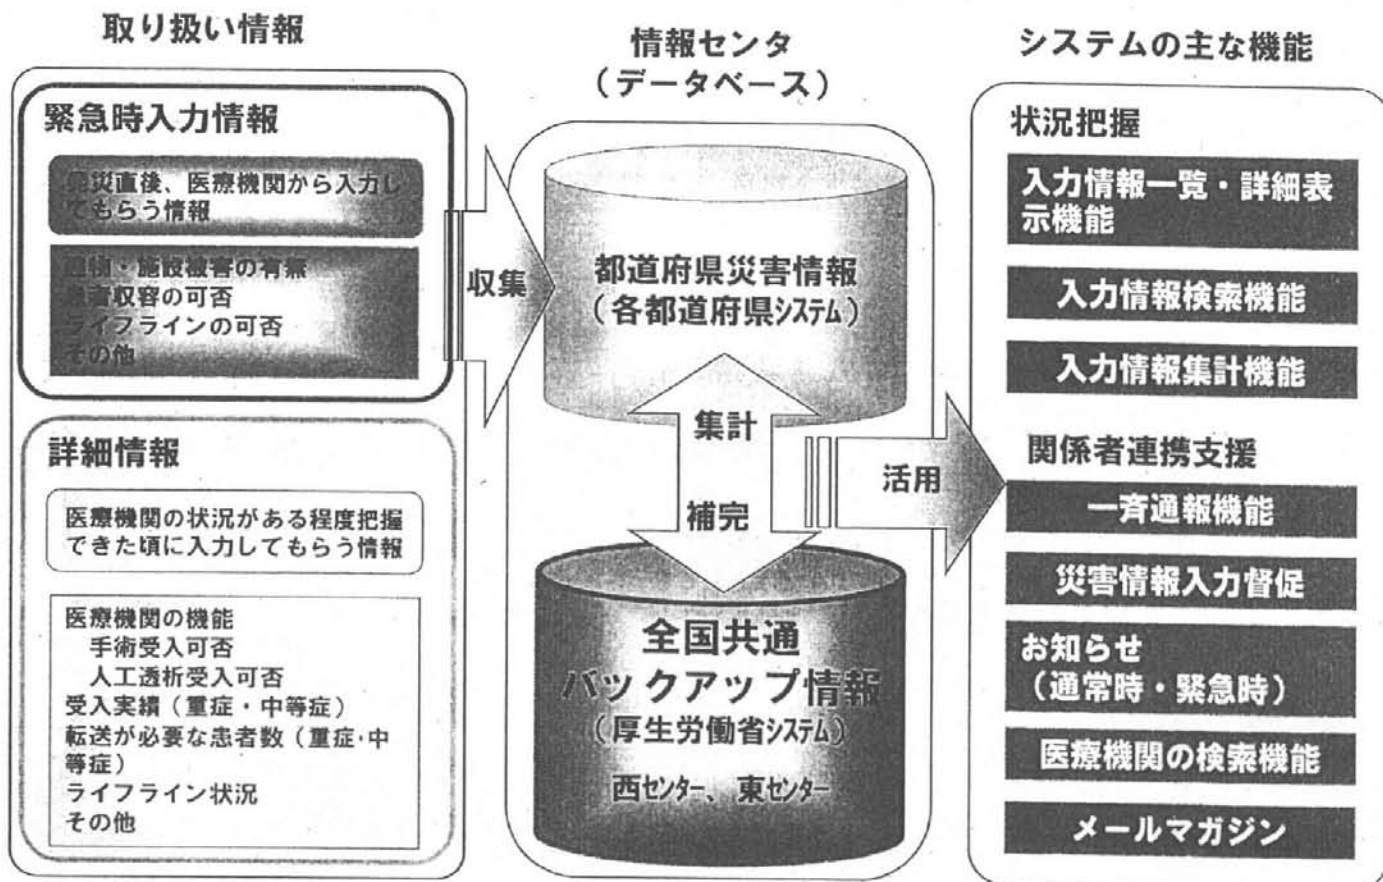 取り扱い情報
緊急時入力情報
発災直後、医療機関から入力し
てもらう情報
建物・施設被害の有無
患者収容の可否
ライフラインの可否
その他
詳細情報
医療機関の状況がある程度把握
できた頃に入力してもらう情報
医療機関の機能
手術受入可否
人工透析受入可否
受入実績（重症・中等症）
転送が必要な患者数（重症・中
等症）
ライフライン状況
その他
収集
情報センタ
（データベース）
都道府県災害情報
（各都道府県システム）
集計
補完
全国共通
バックアップ情報
（厚生労働省システム）
西センター、東センター
活用
システムの主な機能
状況把握
入力情報一覧・詳細表
示機能
入力情報検索機能
入力情報集計機能
関係者連携支援
一斉通報機能
災害情報入力督促
お知らせ
（通常時・緊急時）
医療機関の検索機能
メールマガジン